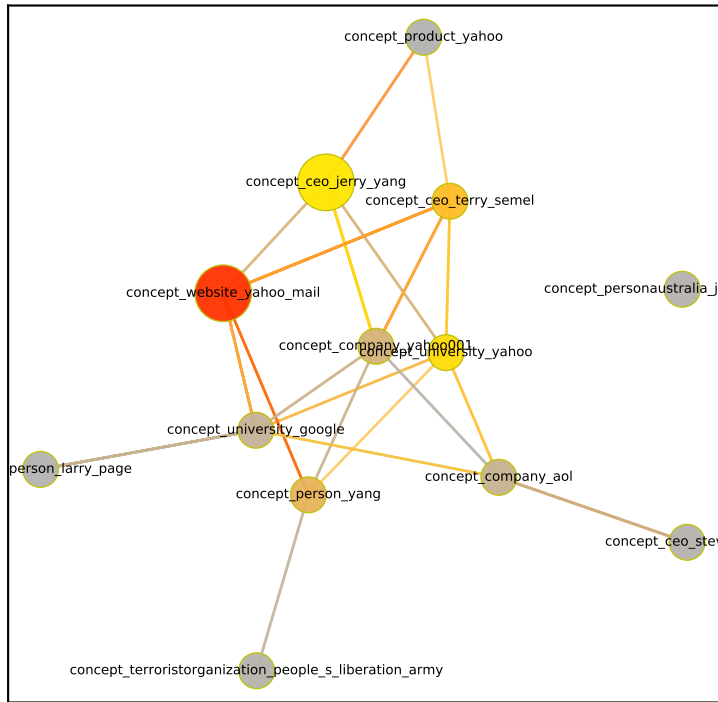 concept_product_yahoo
concept_ceo_jerry_yang
concept_ceo_terry_semel
concept_personaustralia_j
concept_website_yahoo_mail
concept_company_yahoo001
concept_university_yahoo
concept_university_google
person_larry_page
concept_company_aol
concept_person_yang
concept_ceo_stev
concept_terroristorganization_people_s_liberation_army